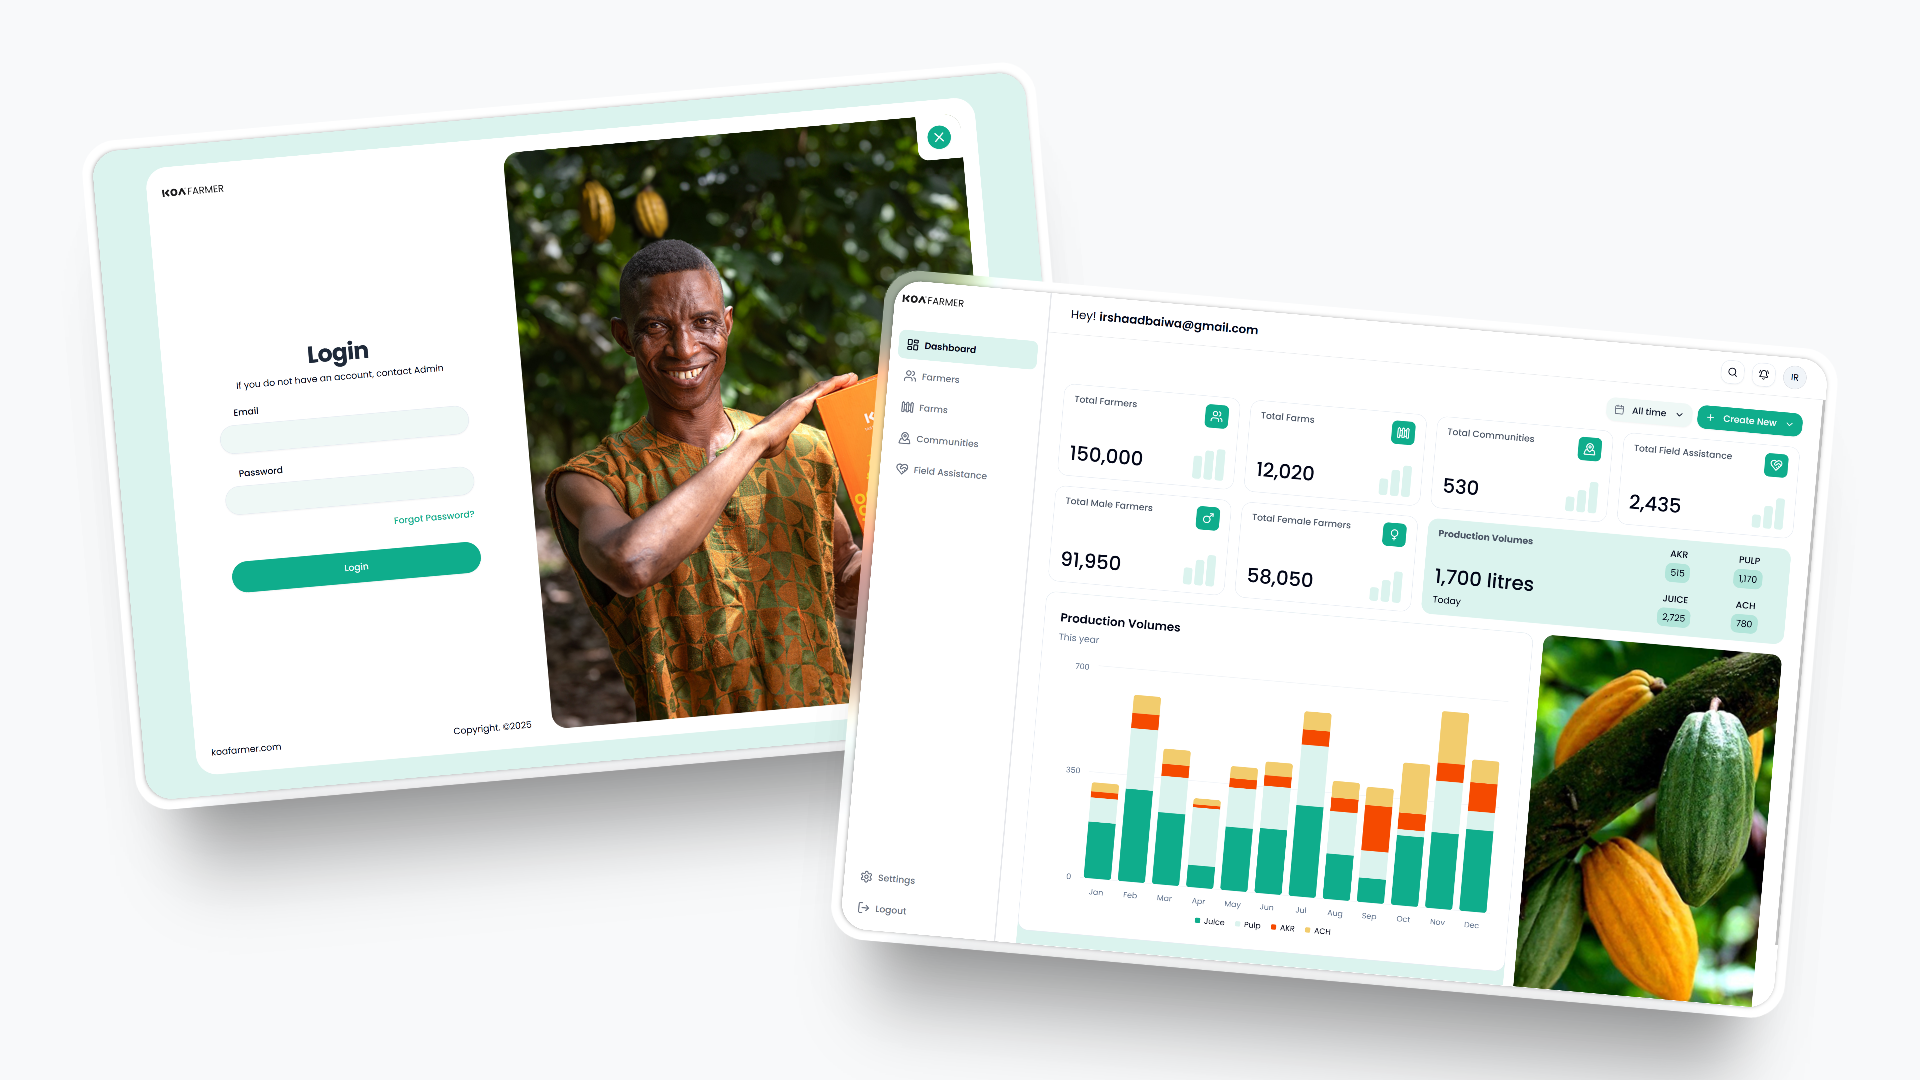 KOA FARMER
Login
If you do not have an account, contact Admin
Email
Password
Forgot Password?
Login
koafarmer.com
Copyright, ©2025
KOA FARMER
Hey! irshaadbaiwa@gmail.com
IR
Dashboard
Farmers
Farms
Communities
Field Assistance
Settings
Logout
All time
Create New
Total Farmers
150,000
Total Farms
12,020
Total Communities
530
Total Field Assistance
2,435
Total Male Farmers
91,950
Total Female Farmers
58,050
Production Volumes
1,700 litres
Today
AKR
515
PULP
1,170
JUICE
2,725
ACH
780
Production Volumes
This year
700
350
0
Jan Feb Mar Apr May Jun Jul Aug Sep Oct Nov Dec
Juice Pulp AKR ACH